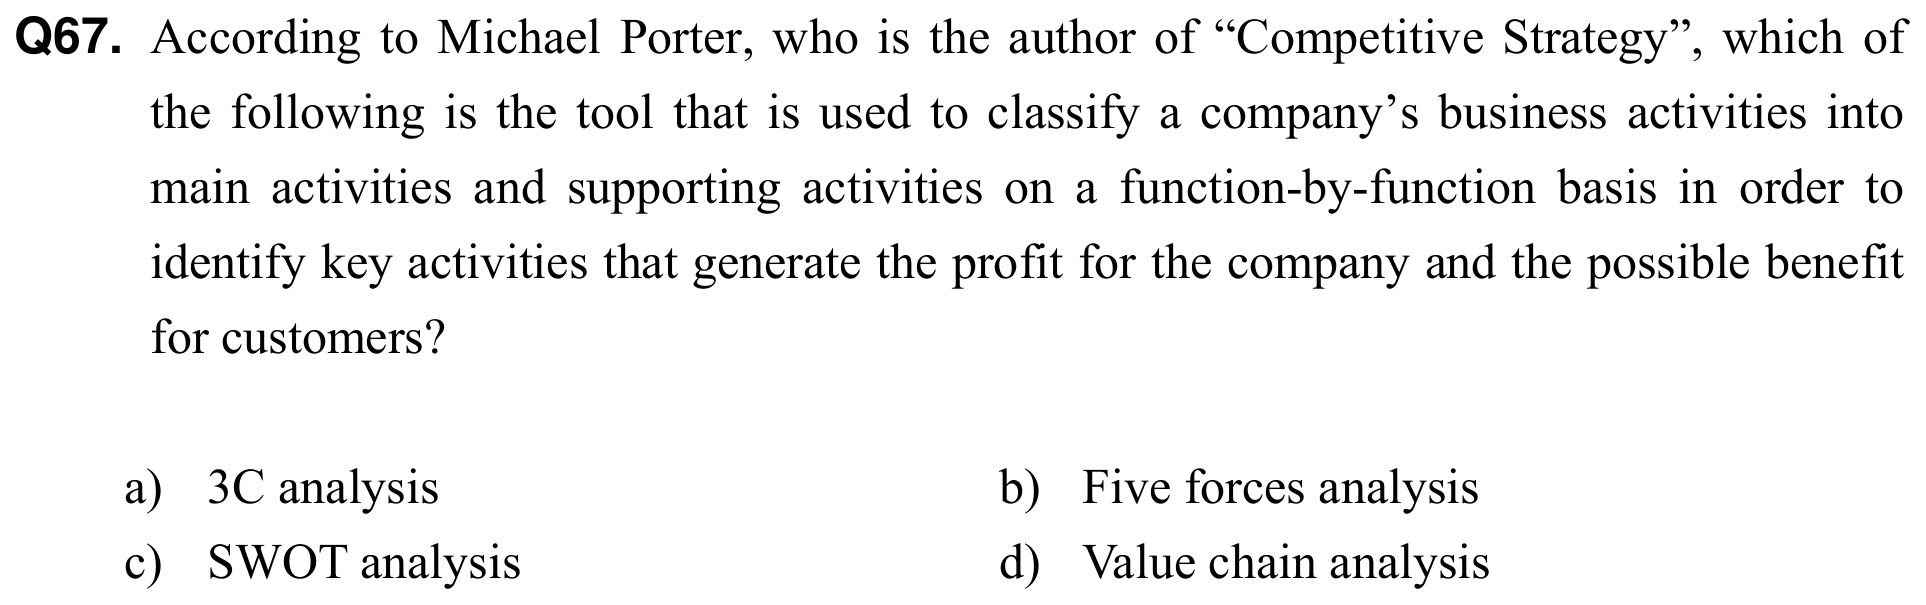 Q67. According to Michael Porter, who is the author of “Competitive Strategy”, which of
the following is the tool that is used to classify a company’s business activities into
main activities and supporting activities on a function-by-function basis in order to
identify key activities that generate the profit for the company and the possible benefit
for customers?
a) 3C analysis b) Five forces analysis
c) SWOT analysis d) Value chain analysis